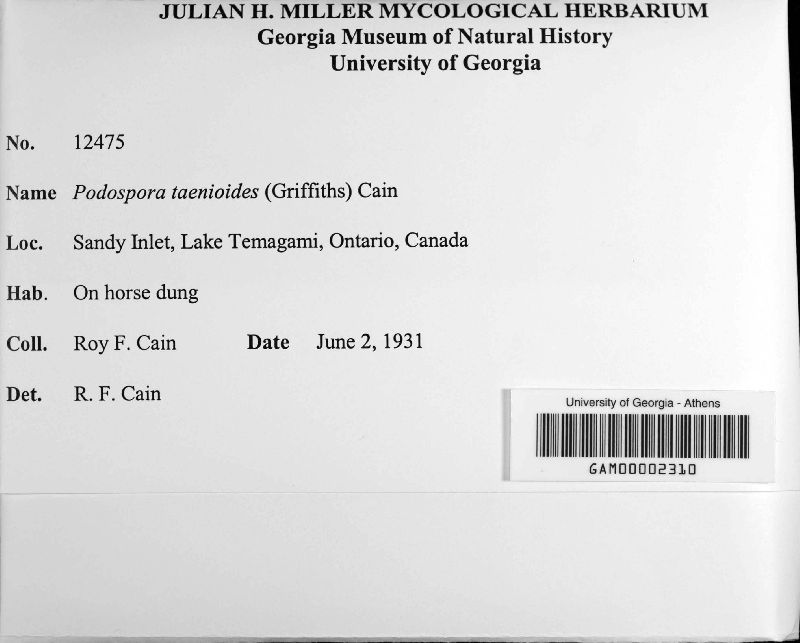 JULIAN H. MILLER MYCOLOGICAL HERBARIUM
Georgia Museum of Natural History
University of Georgia
No. 12475
Name Podospora taenioides (Griffiths) Cain
Loc. Sandy Inlet, Lake Temagami, Ontario, Canada
Hab. On horse dung
Coll. Roy F. Cain Date June 2, 1931
Det. R. F. Cain
University of Georgia - Athens
GAM00002310